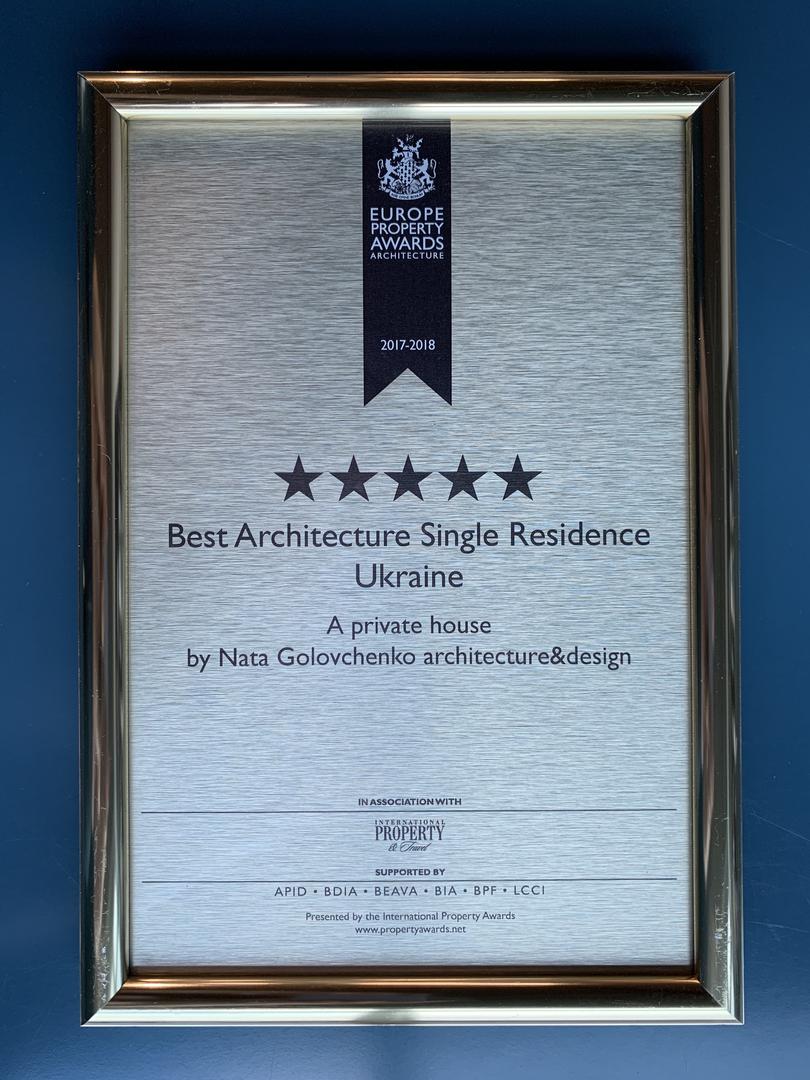 EUROPE
PROPERTY
AWARDS
ARCHITECTURE
2017-2018
Best Architecture Single Residence
Ukraine
A private house
by Nata Golovchenko architecture&design
IN ASSOCIATION WITH
INTERNATIONAL
PROPERTY
& Travel
SUPPORTED BY
APID • BDIA • BEAVA • BIA • BPF • LCCI
Presented by the International Property Awards
www.propertyawards.net